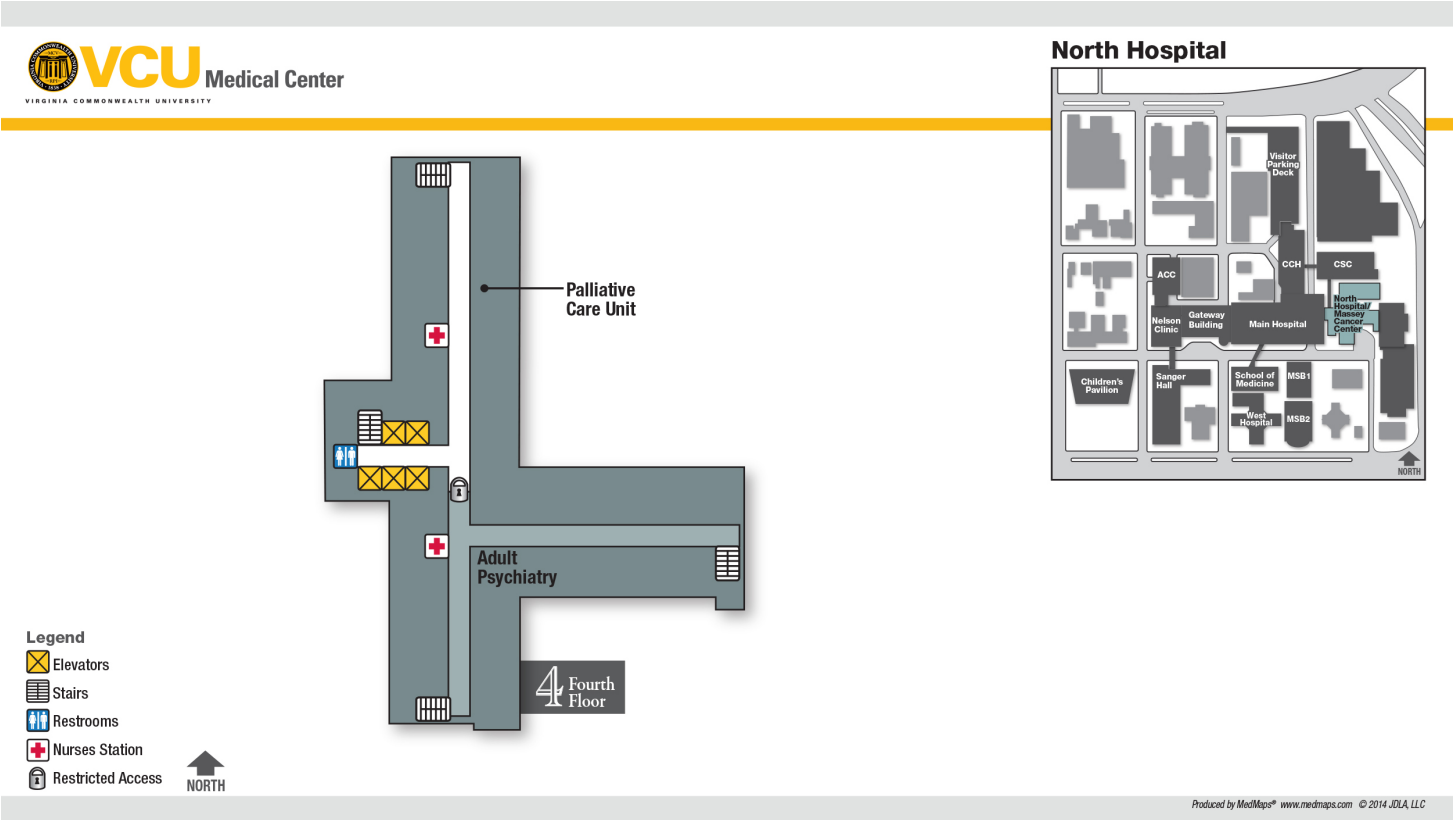 VCU Medical Center
VIRGINIA COMMONWEALTH UNIVERSITY
North Hospital
Visitor
Parking
Deck
CCH
CSC
ACC
North
Hospital/
Massey
Cancer
Center
Nelson
Clinic
Gateway
Building
Main Hospital
Children's
Pavilion
Sanger
Hall
School of
Medicine
MSB1
West
Hospital
MSB2
NORTH
Palliative
Care Unit
Adult
Psychiatry
4 Fourth
Floor
Legend
Elevators
Stairs
Restrooms
Nurses Station
Restricted Access
NORTH
Produced by MedMaps® www.medmaps.com © 2014 JDLA, LLC